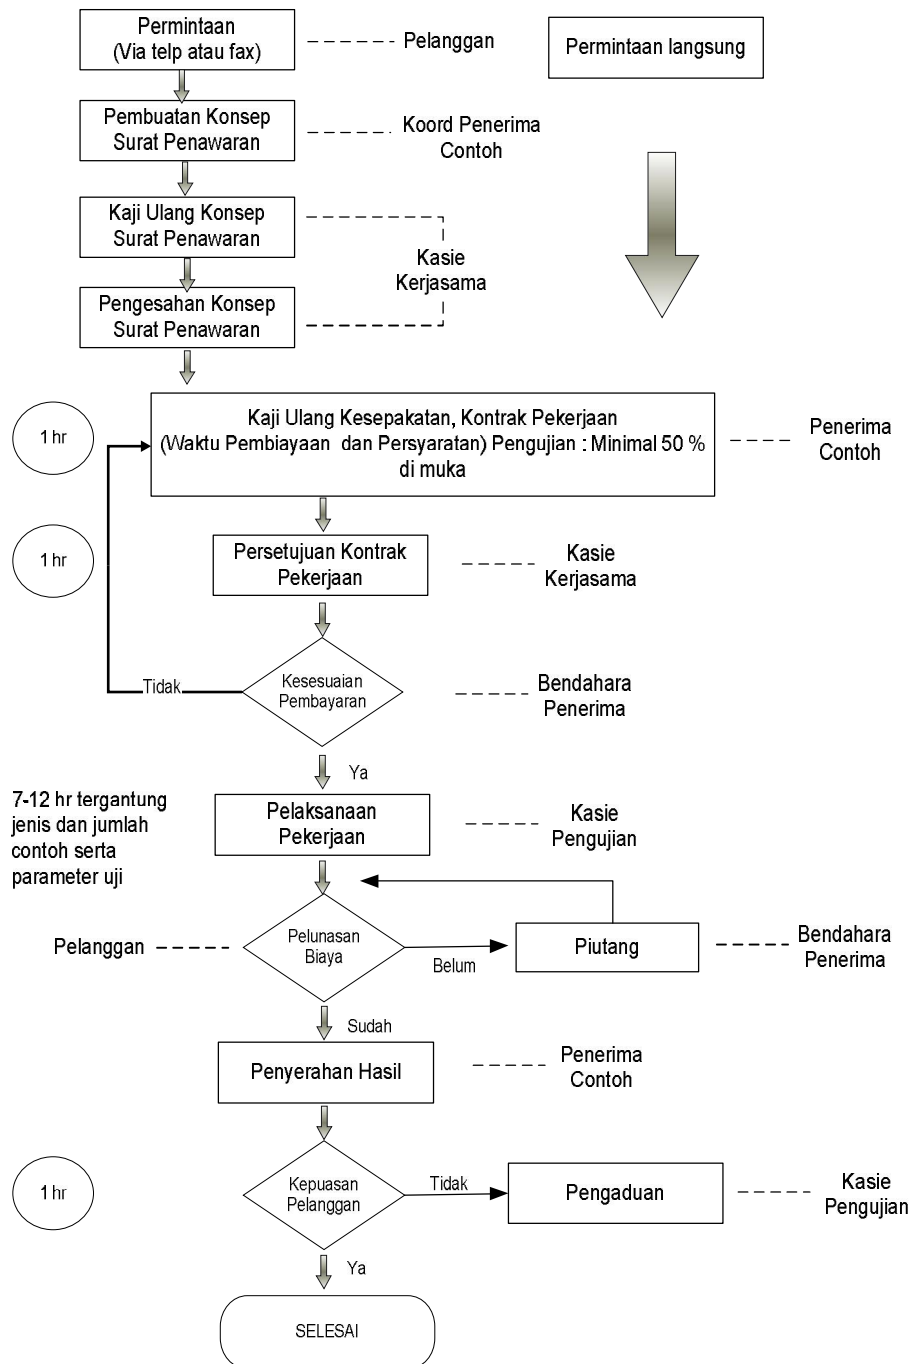 Permintaan
(Via telp atau fax)
Pelanggan
Permintaan langsung
Pembuatan Konsep
Surat Penawaran
Koord Penerima
Contoh
Kaji Ulang Konsep
Surat Penawaran
Kasie
Kerjasama
Pengesahan Konsep
Surat Penawaran
1 hr
Kaji Ulang Kesepakatan, Kontrak Pekerjaan
(Waktu Pembiayaan dan Persyaratan) Pengujian : Minimal 50 %
di muka
Penerima
Contoh
1 hr
Persetujuan Kontrak
Pekerjaan
Kasie
Kerjasama
Tidak
Kesesuaian
Pembayaran
Bendahara
Penerima
Ya
7-12 hr tergantung
jenis dan jumlah
contoh serta
parameter uji
Pelaksanaan
Pekerjaan
Kasie
Pengujian
Pelanggan
Pelunasan
Biaya
Belum
Piutang
Bendahara
Penerima
Sudah
Penyerahan Hasil
Penerima
Contoh
1 hr
Kepuasan
Pelanggan
Tidak
Pengaduan
Kasie
Pengujian
Ya
SELESAI